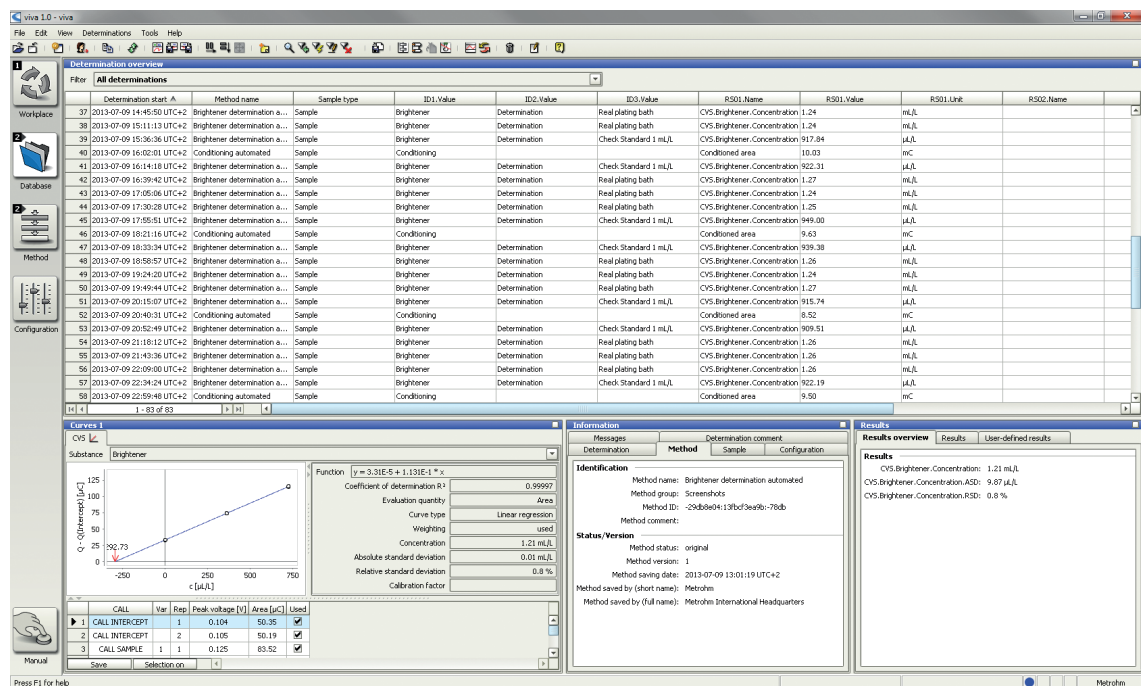 viva 1.0 - viva
File Edit View Determinations Tools Help
1
Workplace
2
Database
2
Method
Configuration
Manual
Determination overview
Filter All determinations
Determination start Method name Sample type ID1.Value ID2.Value ID3.Value RS01.Name RS01.Value RS01.Unit RS02.Name
37 2013-07-09 14:45:50 UTC+2 Brightener determination a... Sample Brightener Determination Real plating bath CVS.Brightener.Concentration 1.24 mL/L
38 2013-07-09 15:11:13 UTC+2 Brightener determination a... Sample Brightener Determination Real plating bath CVS.Brightener.Concentration 1.24 mL/L
39 2013-07-09 15:36:36 UTC+2 Brightener determination a... Sample Brightener Determination Check Standard 1 mL/L CVS.Brightener.Concentration 917.84 µL/L
40 2013-07-09 16:02:01 UTC+2 Conditioning automated Sample Conditioning Conditioned area 10.03 mC
41 2013-07-09 16:14:18 UTC+2 Brightener determination a... Sample Brightener Determination Check Standard 1 mL/L CVS.Brightener.Concentration 922.31 µL/L
42 2013-07-09 16:39:42 UTC+2 Brightener determination a... Sample Brightener Determination Real plating bath CVS.Brightener.Concentration 1.27 mL/L
43 2013-07-09 17:05:06 UTC+2 Brightener determination a... Sample Brightener Determination Real plating bath CVS.Brightener.Concentration 1.24 mL/L
44 2013-07-09 17:30:28 UTC+2 Brightener determination a... Sample Brightener Determination Real plating bath CVS.Brightener.Concentration 1.25 mL/L
45 2013-07-09 17:55:51 UTC+2 Brightener determination a... Sample Brightener Determination Check Standard 1 mL/L CVS.Brightener.Concentration 949.00 µL/L
46 2013-07-09 18:21:16 UTC+2 Conditioning automated Sample Conditioning Conditioned area 9.63 mC
47 2013-07-09 18:33:34 UTC+2 Brightener determination a... Sample Brightener Determination Check Standard 1 mL/L CVS.Brightener.Concentration 939.38 µL/L
48 2013-07-09 18:58:57 UTC+2 Brightener determination a... Sample Brightener Determination Real plating bath CVS.Brightener.Concentration 1.26 mL/L
49 2013-07-09 19:24:20 UTC+2 Brightener determination a... Sample Brightener Determination Real plating bath CVS.Brightener.Concentration 1.24 mL/L
50 2013-07-09 19:49:44 UTC+2 Brightener determination a... Sample Brightener Determination Real plating bath CVS.Brightener.Concentration 1.27 mL/L
51 2013-07-09 20:15:07 UTC+2 Brightener determination a... Sample Brightener Determination Check Standard 1 mL/L CVS.Brightener.Concentration 915.74 µL/L
52 2013-07-09 20:40:31 UTC+2 Conditioning automated Sample Conditioning Conditioned area 8.52 mC
53 2013-07-09 20:52:49 UTC+2 Brightener determination a... Sample Brightener Determination Check Standard 1 mL/L CVS.Brightener.Concentration 909.51 µL/L
54 2013-07-09 21:18:12 UTC+2 Brightener determination a... Sample Brightener Determination Real plating bath CVS.Brightener.Concentration 1.26 mL/L
55 2013-07-09 21:43:36 UTC+2 Brightener determination a... Sample Brightener Determination Real plating bath CVS.Brightener.Concentration 1.26 mL/L
56 2013-07-09 22:09:00 UTC+2 Brightener determination a... Sample Brightener Determination Real plating bath CVS.Brightener.Concentration 1.26 mL/L
57 2013-07-09 22:34:24 UTC+2 Brightener determination a... Sample Brightener Determination Check Standard 1 mL/L CVS.Brightener.Concentration 922.19 µL/L
58 2013-07-09 22:59:48 UTC+2 Conditioning automated Sample Conditioning Conditioned area 9.50 mC
1 - 83 of 83
Curves 1
CVS
Substance Brightener
Q - Q(Intercept) [µC]
125
100
75
50
25
0
292.73
-250 0 250 500 750
c [µL/L]
Function y = 3.31E-5 + 1.131E-1 * x
Coefficient of determination R² 0.99997
Evaluation quantity Area
Curve type Linear regression
Weighting used
Concentration 1.21 mL/L
Absolute standard deviation 0.01 mL/L
Relative standard deviation 0.8 %
Calibration factor
CALL Var Rep Peak voltage [V] Area [µC] Used
1 CALL INTERCEPT 1 0.104 50.35
2 CALL INTERCEPT 2 0.105 50.19
3 CALL SAMPLE 1 1 0.125 83.52
Save Selection on
Information
Messages Determination comment
Determination Method Sample Configuration
Identification
Method name: Brightener determination automated
Method group: Screenshots
Method ID: -29db8e04:13fbcf3ea9b:-78db
Method comment:
Status/Version
Method status: original
Method version: 1
Method saving date: 2013-07-09 13:01:19 UTC+2
Method saved by (short name): Metrohm
Method saved by (full name): Metrohm International Headquarters
Results
Results overview Results User-defined results
Results
CVS.Brightener.Concentration: 1.21 mL/L
CVS.Brightener.Concentration.ASD: 9.87 µL/L
CVS.Brightener.Concentration.RSD: 0.8 %
Press F1 for help
Metrohm